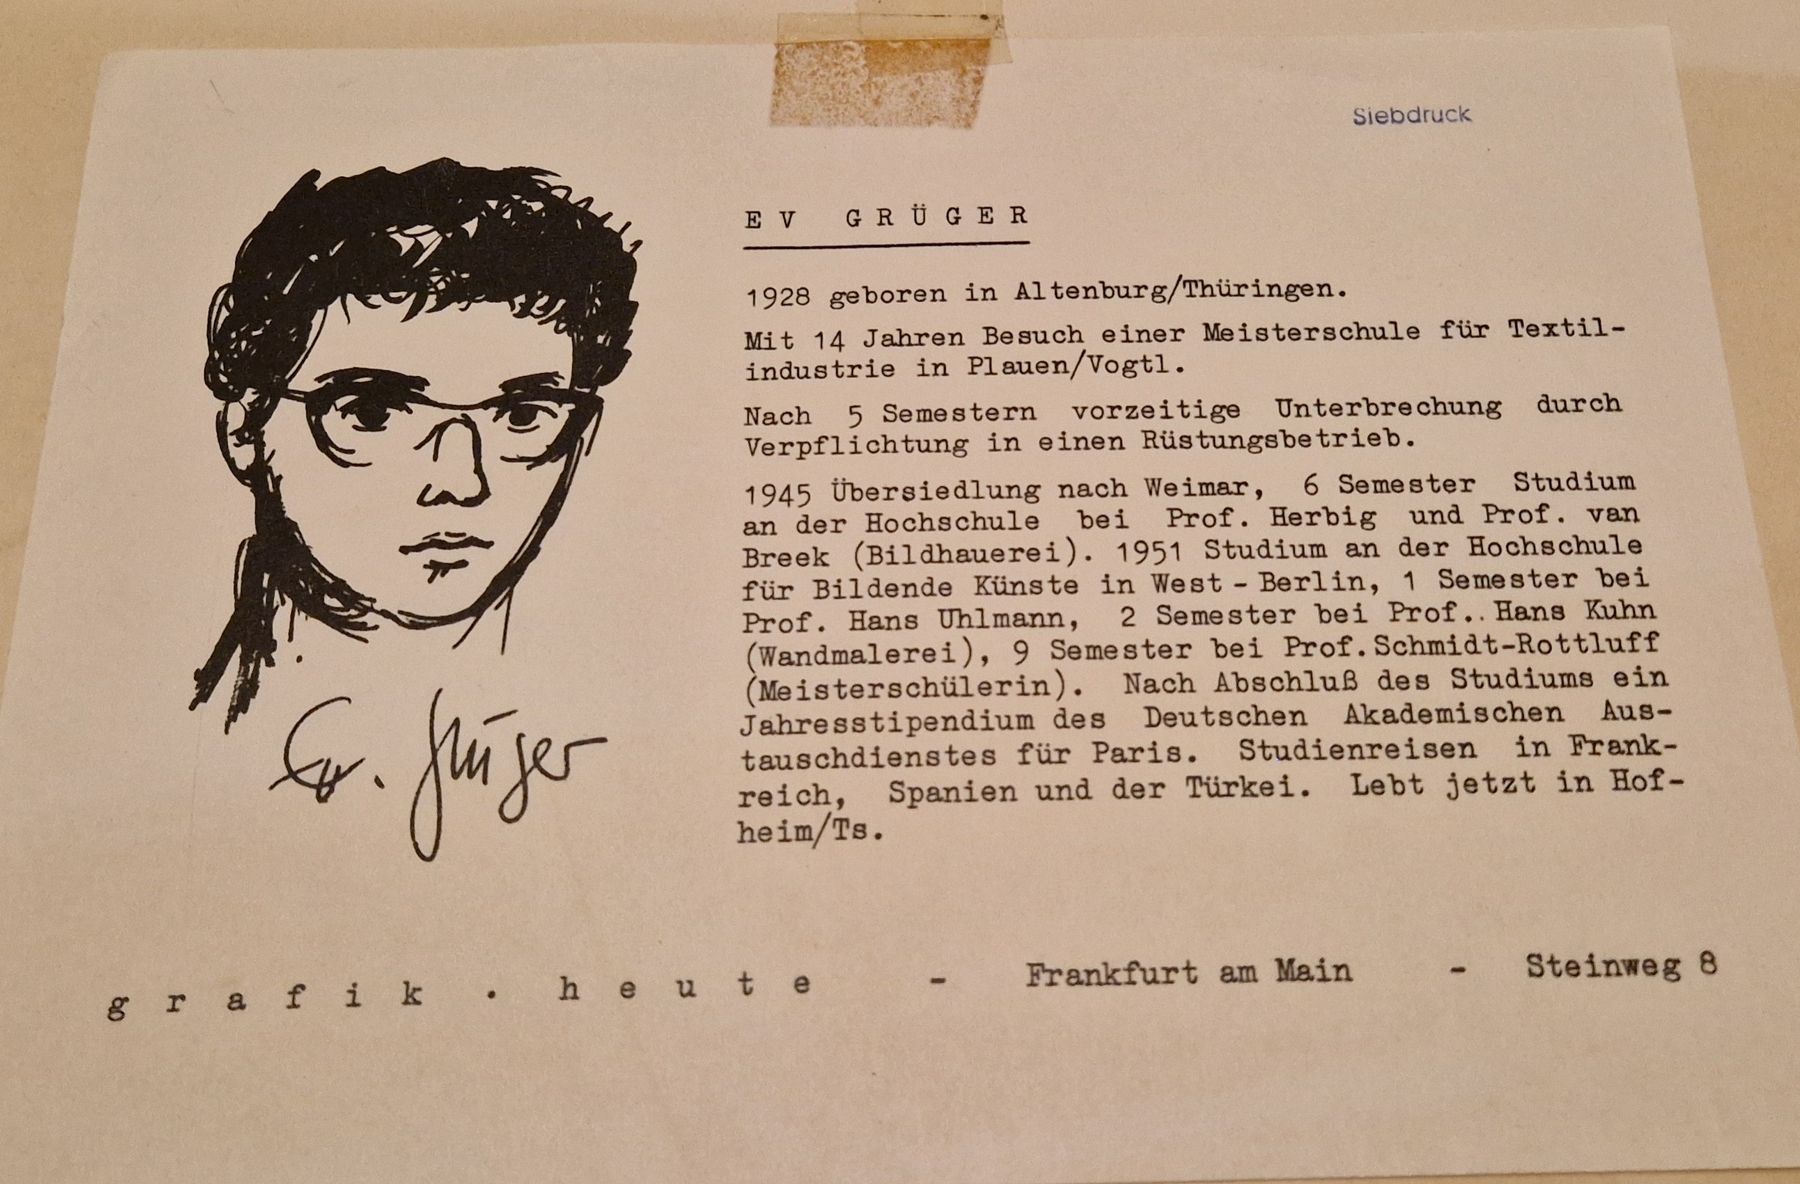 Siebdruck
EV GRÜGER
1928 geboren in Altenburg/Thüringen.
Mit 14 Jahren Besuch einer Meisterschule für Textil-
industrie in Plauen/Vogtl.
Nach 5 Semestern vorzeitige Unterbrechung durch
Verpflichtung in einen Rüstungsbetrieb.
1945 Übersiedlung nach Weimar, 6 Semester Studium
an der Hochschule bei Prof. Herbig und Prof. van
Breek (Bildhauerei). 1951 Studium an der Hochschule
für Bildende Künste in West - Berlin, 1 Semester bei
Prof. Hans Uhlmann, 2 Semester bei Prof.. Hans Kuhn
(Wandmalerei), 9 Semester bei Prof.Schmidt-Rottluff
(Meisterschülerin). Nach Abschluß des Studiums ein
Jahresstipendium des Deutschen Akademischen Aus-
tauschdienstes für Paris. Studienreisen in Frank-
reich, Spanien und der Türkei. Lebt jetzt in Hof-
heim/Ts.
Ev. Grüger
grafik . heute - Frankfurt am Main - Steinweg 8